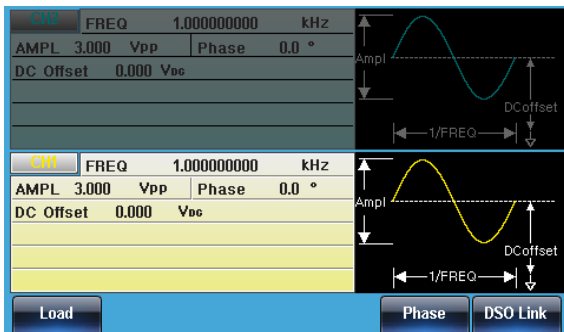 CH2 FREQ 1.000000000 kHz
AMPL 3.000 Vpp Phase 0.0 °
DC Offset 0.000 VDC
Ampl
DCoffset
1/FREQ
CH1 FREQ 1.000000000 kHz
AMPL 3.000 Vpp Phase 0.0 °
DC Offset 0.000 VDC
Ampl
DCoffset
1/FREQ
Load Phase DSO Link